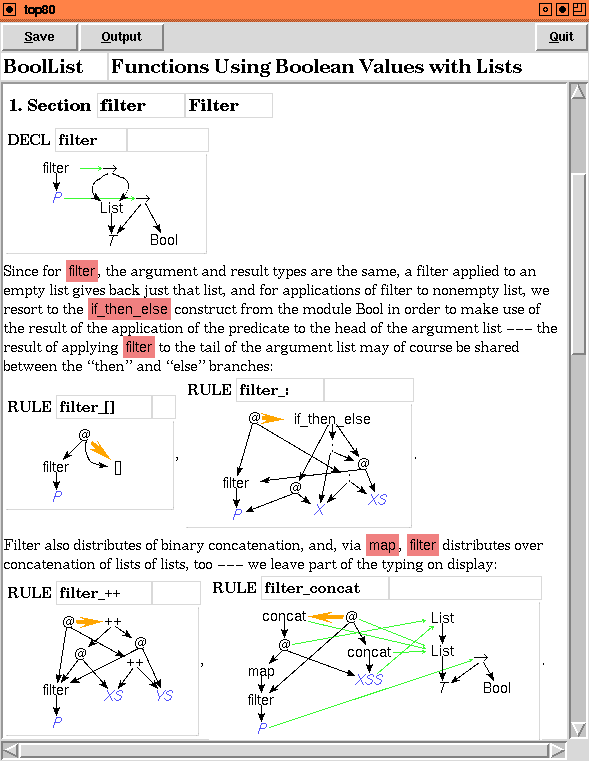 top80
Save Output Quit
BoolList Functions Using Boolean Values with Lists
1. Section filter Filter
DECL filter
filter
P
List
T Bool
Since for filter, the argument and result types are the same, a filter applied to an
empty list gives back just that list, and for applications of filter to nonempty list, we
resort to the if_then_else construct from the module Bool in order to make use of
the result of the application of the predicate to the head of the argument list --- the
result of applying filter to the tail of the argument list may of course be shared
between the “then” and “else” branches:
RULE filter_[]
@
filter []
P
,
RULE filter_:
@ if_then_else
:
@
filter
@ :
P X XS
.
Filter also distributes of binary concatenation, and, via map, filter distributes over
concatenation of lists of lists, too --- we leave part of the typing on display:
RULE filter_++
@ ++
@
@ ++
filter XS YS
P
,
RULE filter_concat
concat @ List
@ concat List
map XSS T Bool
filter
P
.